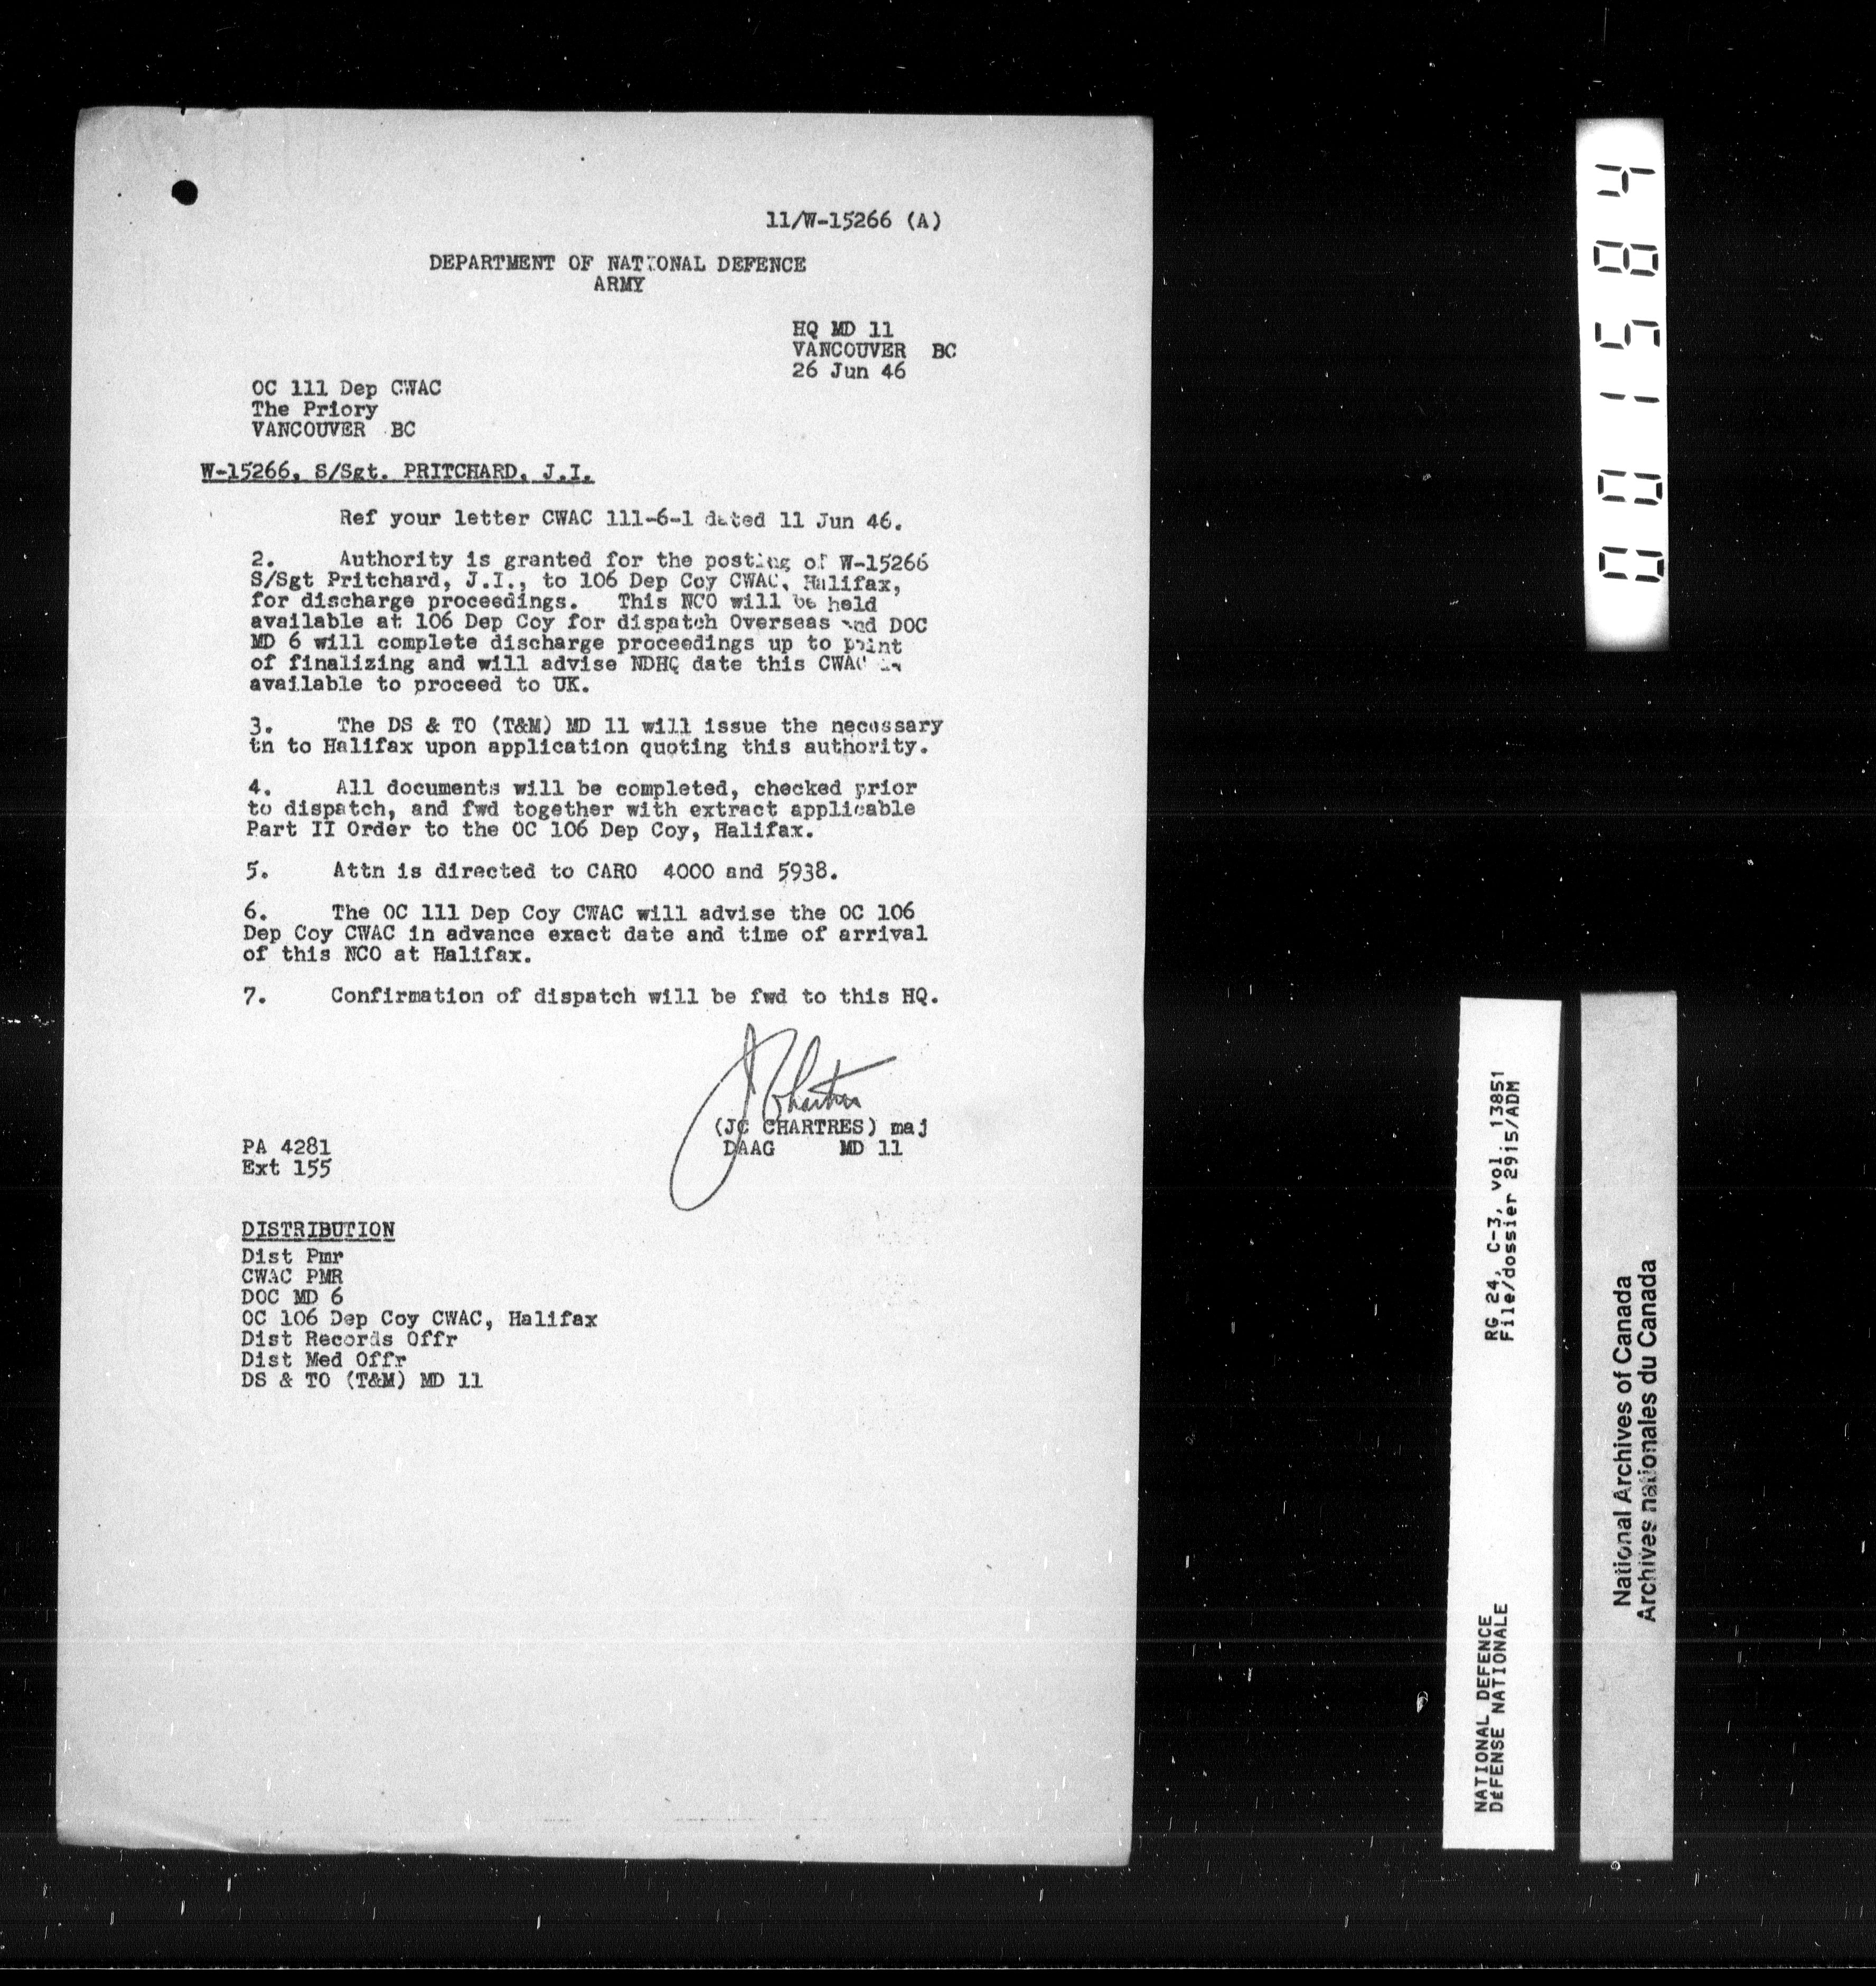 11/W-15266 (A)
DEPARTMENT OF NATIONAL DEFENCE
ARMY
HQ MD 11
VANCOUVER BC
26 Jun 46
OC 111 Dep CWAC
The Priory
VANCOUVER BC
W-15266, S/Sgt. PRITCHARD, J.I.
Ref your letter CWAC 111-6-1 dated 11 Jun 46.
2. Authority is granted for the posting of W-15266
S/Sgt Pritchard, J.I., to 106 Dep Coy CWAC, Halifax,
for discharge proceedings. This NCO will be held
available at 106 Dep Coy for dispatch Overseas and DOC
MD 6 will complete discharge proceedings up to point
of finalizing and will advise NDHQ date this CWAC is
available to proceed to UK.
3. The DS & TO (T&M) MD 11 will issue the necessary
tn to Halifax upon application quoting this authority.
4. All documents will be completed, checked prior
to dispatch, and fwd together with extract applicable
Part II Order to the OC 106 Dep Coy, Halifax.
5. Attn is directed to CARO 4000 and 5938.
6. The OC 111 Dep Coy CWAC will advise the OC 106
Dep Coy CWAC in advance exact date and time of arrival
of this NCO at Halifax.
7. Confirmation of dispatch will be fwd to this HQ.
JC Chartres
(JC CHARTRES) maj
DAAG MD 11
PA 4281
Ext 155
DISTRIBUTION
Dist Pmr
CWAC PMR
DOC MD 6
OC 106 Dep Coy CWAC, Halifax
Dist Records Offr
Dist Med Offr
DS & TO (T&M) MD 11
001584
NATIONAL DEFENCE RG 24, C-3, vol. 13851
DéFENSE NATIONALE File/dossier 2915/ADM
National Archives of Canada
Archives nationales du Canada